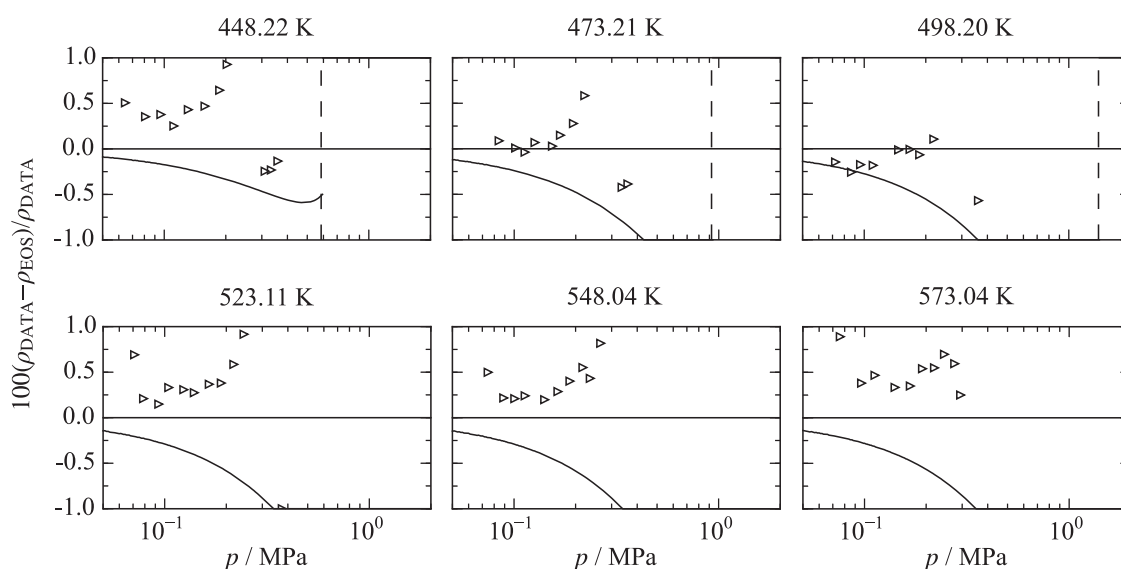 448.22 K 473.21 K 498.20 K
1.0
0.5
0.0
-0.5
-1.0
100(ρDATA−ρEOS)/ρDATA
523.11 K 548.04 K 573.04 K
1.0
0.5
0.0
-0.5
-1.0
10⁻¹ 10⁰ 10⁻¹ 10⁰ 10⁻¹ 10⁰
p / MPa p / MPa p / MPa